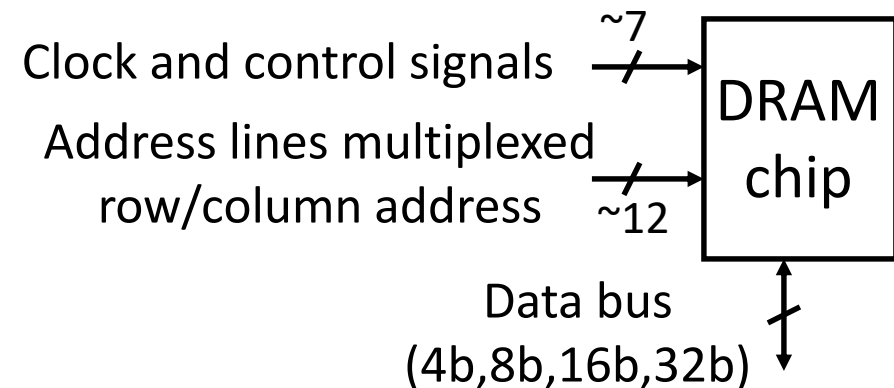 ~7
Clock and control signals
DRAM
chip
Address lines multiplexed
row/column address
~12
Data bus
(4b,8b,16b,32b)